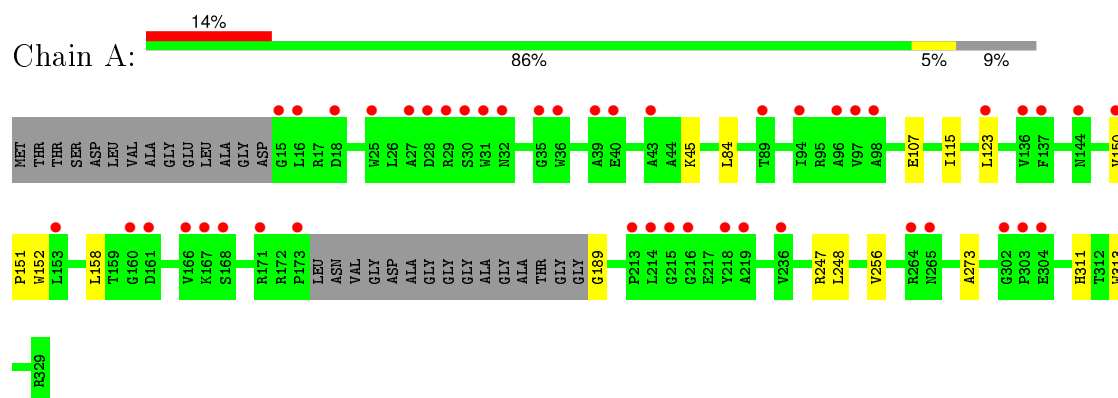 14%
Chain A:
86% 5% 9%
MET THR THR SER ASP LEU VAL ALA GLY GLU LEU ALA GLY ASP G15 L16 R17 D18 W25 L26 A27 D28 R29 S30 W31 N32 G35 W36 A39 E40 A43 A44 K45 L84 T89 I94 R95 A96 V97 A98 E107 I115 L123 V136 F137 N144 V150
P151 W152 L153 L158 T159 G160 D161 V166 K167 S168 R171 R172 P173 LEU ASN VAL GLY ASP ALA GLY GLY GLY ALA GLY ALA THR GLY GLY G189 P213 L214 G215 G216 E217 Y218 A219 V236 R247 L248 V256 R264 N265 A273 G302 P303 E304 H311 T312 W313
R329